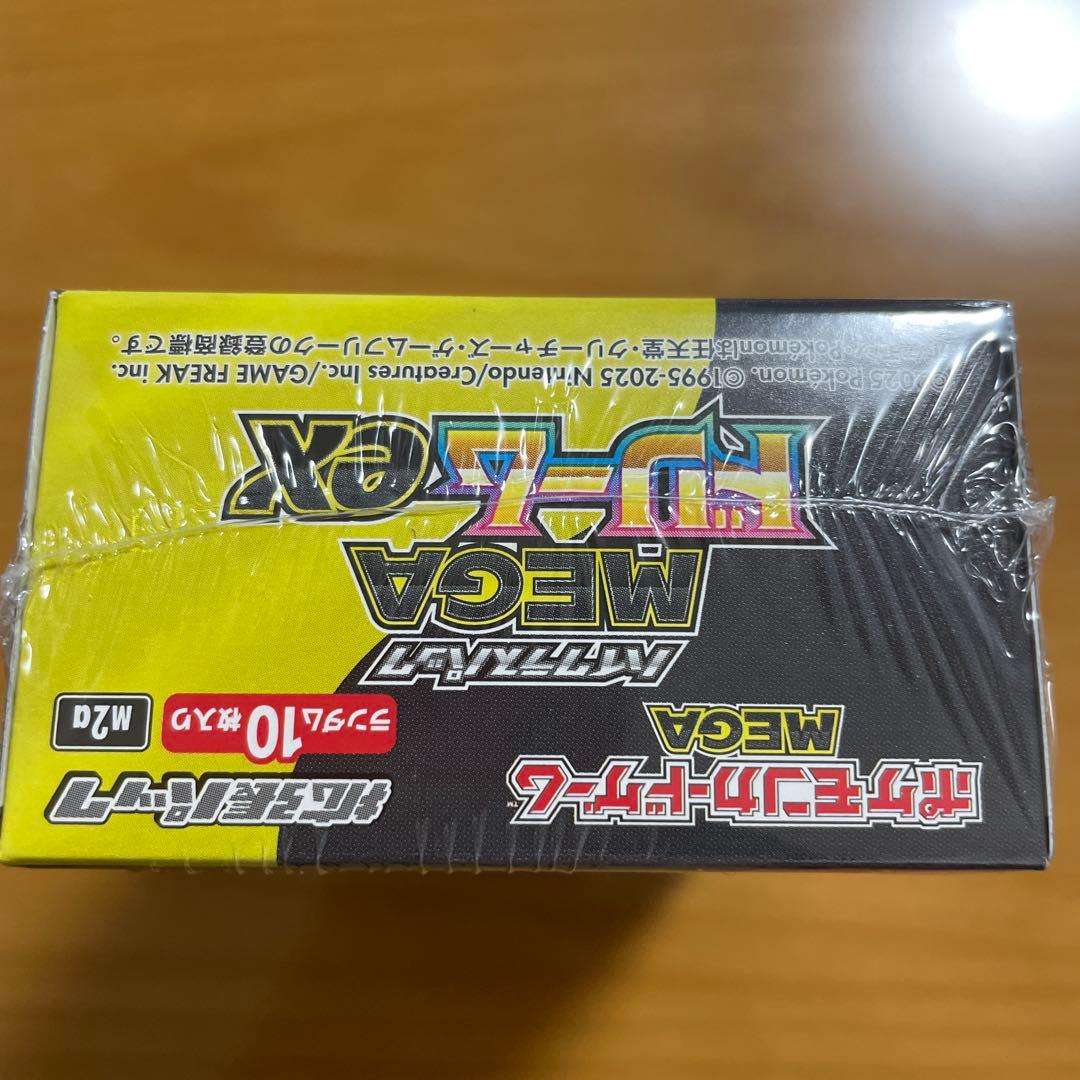 ポケモンカードゲーム™
MEGA
拡張パック
ランダム10枚入り
M2a
ハイクラスパック
MEGA
ドリームex
©2025 Pokémon. ©1995-2025 Nintendo/Creatures Inc./GAME FREAK inc.
Pokémonは任天堂・クリーチャーズ・ゲームフリークの登録商標です。